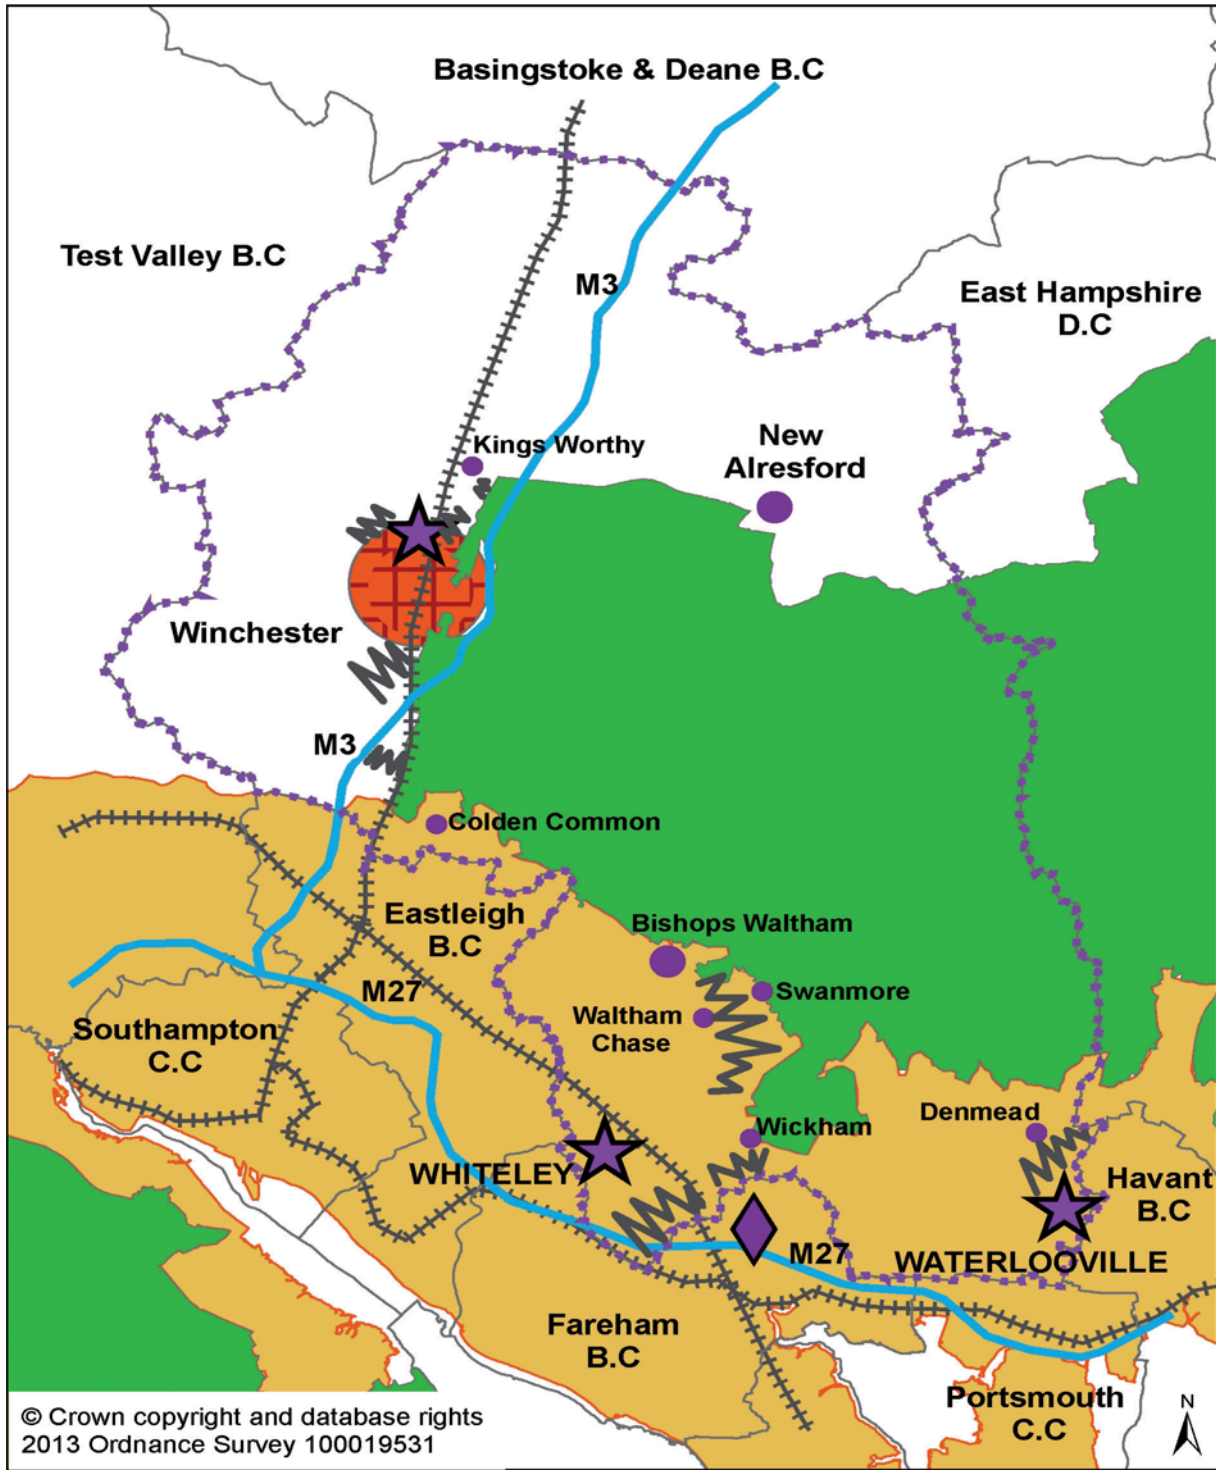 Basingstoke & Deane B.C
Test Valley B.C
M3
East Hampshire
D.C
Kings Worthy
New
Alresford
Winchester
M3
Colden Common
Eastleigh
B.C
Bishops Waltham
M27
Swanmore
Waltham
Chase
Southampton
C.C
Denmead
Wickham
WHITELEY
Havant
B.C
M27
WATERLOOVILLE
Fareham
B.C
Portsmouth
C.C
N
© Crown copyright and database rights
2013 Ordnance Survey 100019531